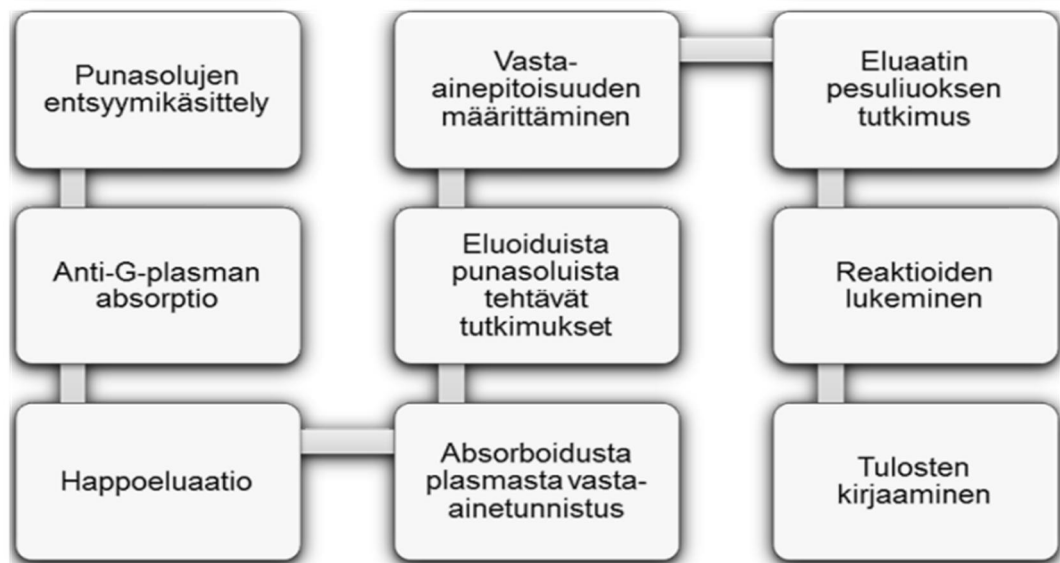 Punasolujen
entsyymikäsittely
Anti-G-plasman
absorptio
Happoeluaatio
Absorboidusta
plasmasta vasta-
ainetunnistus
Eluoiduista
punasoluista
tehtävät
tutkimukset
Vasta-
ainepitoisuuden
määrittäminen
Eluaatin
pesuliuoksen
tutkimus
Reaktioiden
lukeminen
Tulosten
kirjaaminen